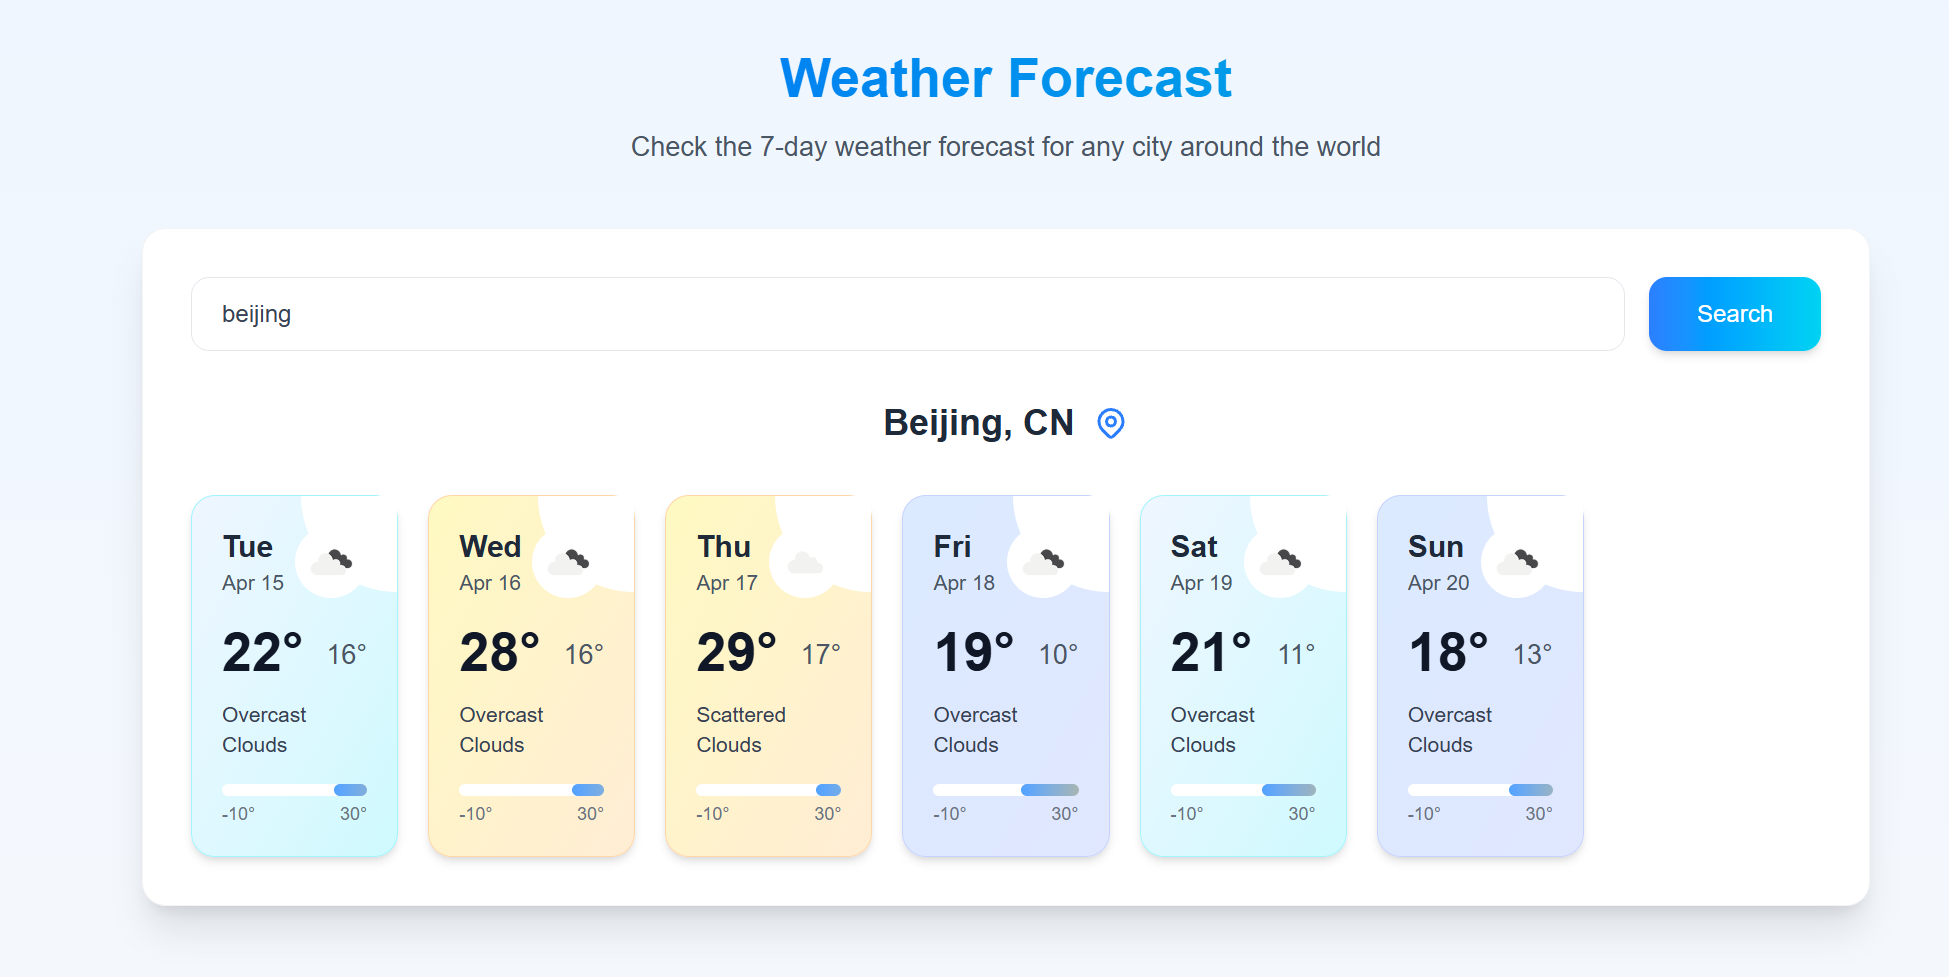 Weather Forecast
Check the 7-day weather forecast for any city around the world
beijing
Search
Beijing, CN
Tue
Apr 15
22° 16°
Overcast
Clouds
-10° 30°
Wed
Apr 16
28° 16°
Overcast
Clouds
-10° 30°
Thu
Apr 17
29° 17°
Scattered
Clouds
-10° 30°
Fri
Apr 18
19° 10°
Overcast
Clouds
-10° 30°
Sat
Apr 19
21° 11°
Overcast
Clouds
-10° 30°
Sun
Apr 20
18° 13°
Overcast
Clouds
-10° 30°